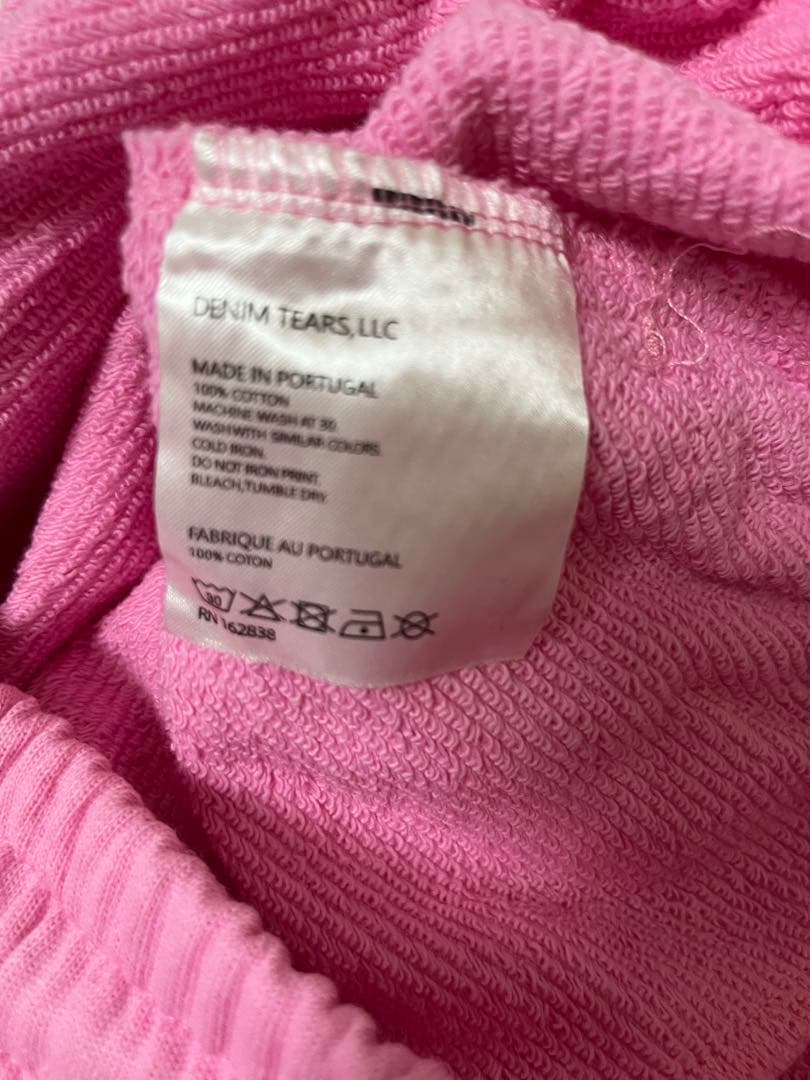 DENIM TEARS,LLC
MADE IN PORTUGAL
100% COTTON
MACHINE WASH AT 30.
WASH WITH SIMILAR COLORS.
COLD IRON.
DO NOT IRON PRINT
BLEACH,TUMBLE DRY
FABRIQUE AU PORTUGAL
100% COTON
30
RN 162838